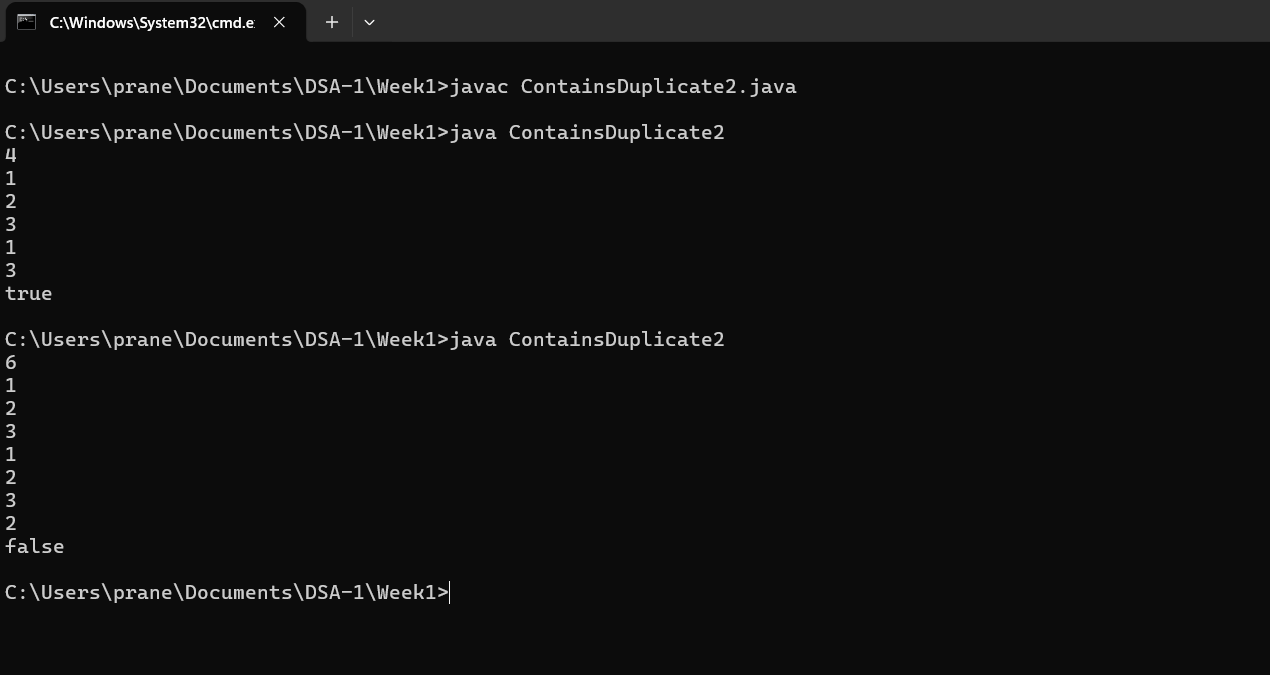 C:\Windows\System32\cmd.e
C:\Users\prane\Documents\DSA-1\Week1>javac ContainsDuplicate2.java
C:\Users\prane\Documents\DSA-1\Week1>java ContainsDuplicate2
4
1
2
3
1
3
true
C:\Users\prane\Documents\DSA-1\Week1>java ContainsDuplicate2
6
1
2
3
1
2
3
2
false
C:\Users\prane\Documents\DSA-1\Week1>